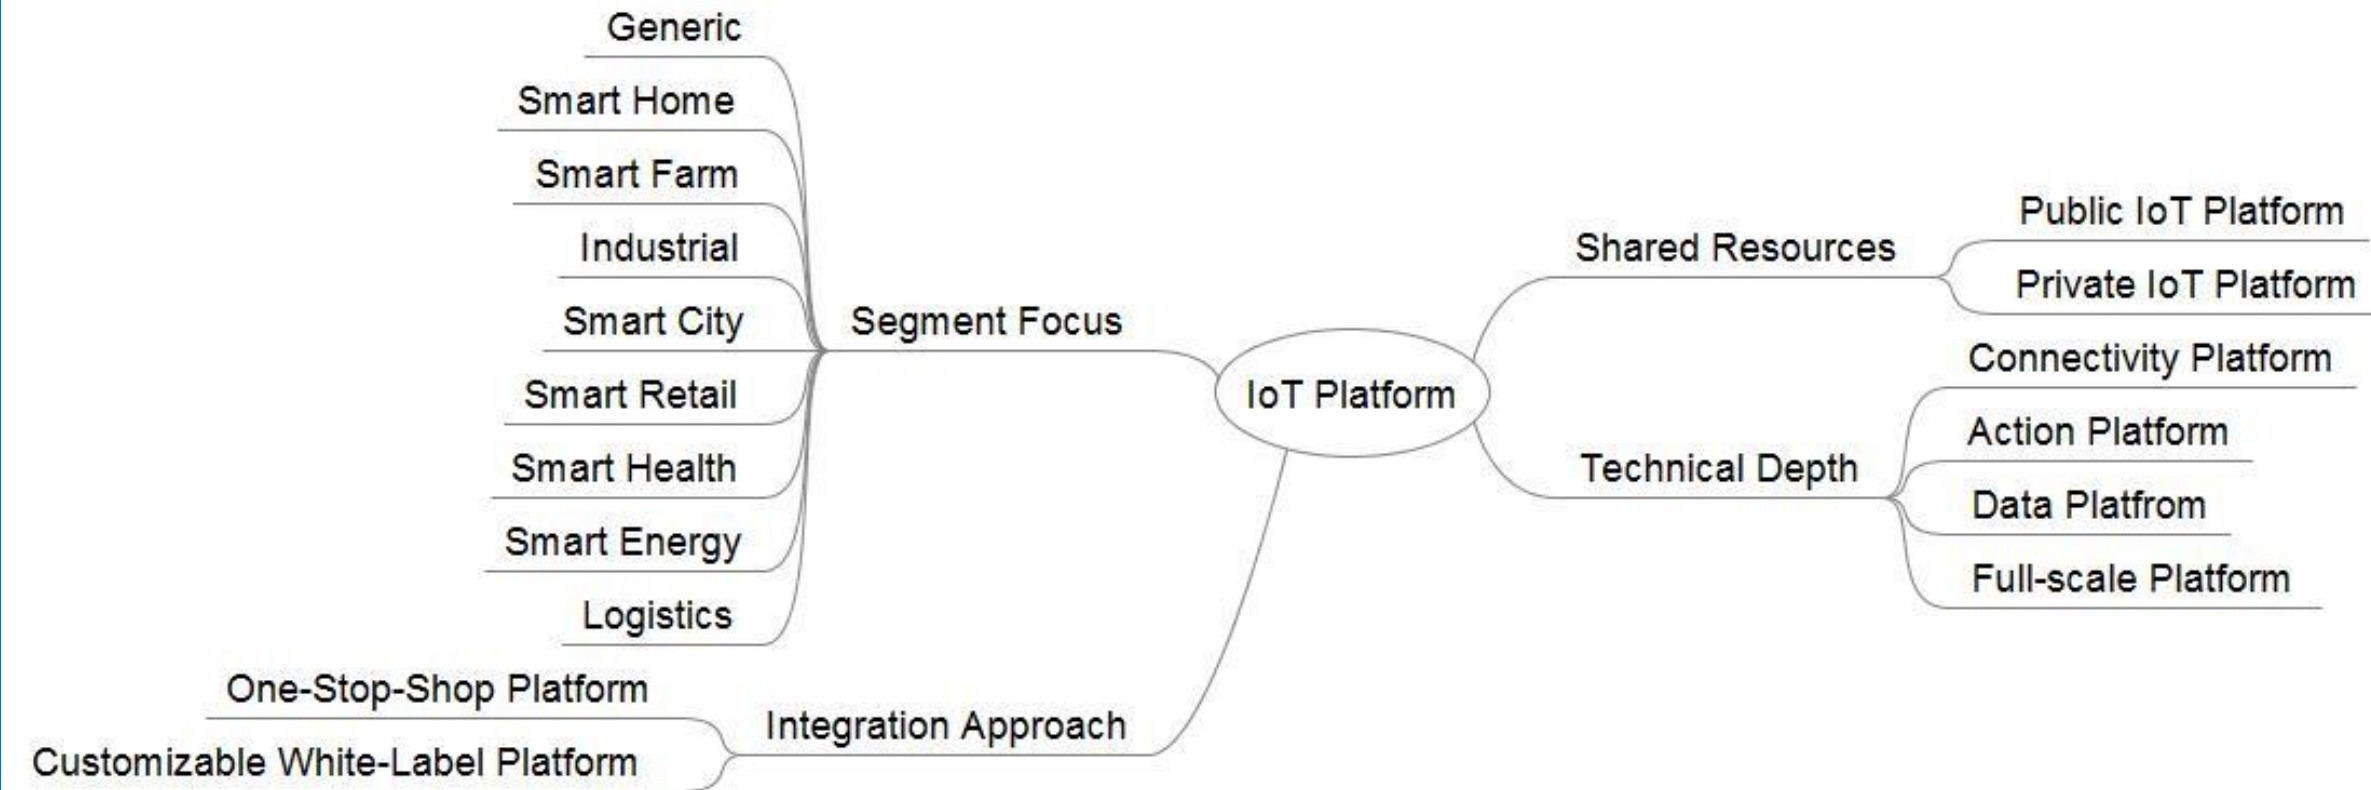 Generic
Smart Home
Smart Farm
Industrial
Smart City
Smart Retail
Smart Health
Smart Energy
Logistics
Segment Focus
One-Stop-Shop Platform
Customizable White-Label Platform
Integration Approach
IoT Platform
Shared Resources
Public IoT Platform
Private IoT Platform
Technical Depth
Connectivity Platform
Action Platform
Data Platfrom
Full-scale Platform